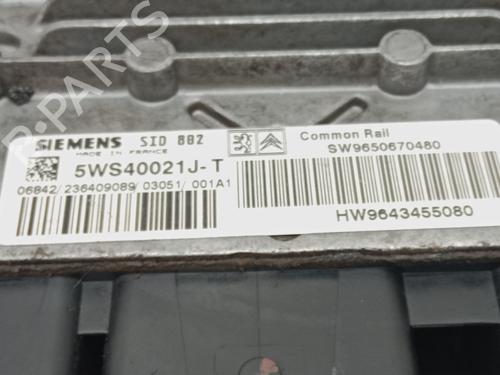 SIEMENS SID 802
MADE IN FRANCE
5WS40021J-T
06842/236409089/03051/001A1
Common Rail
SW9650670480
HW9643455080
B-PARTS